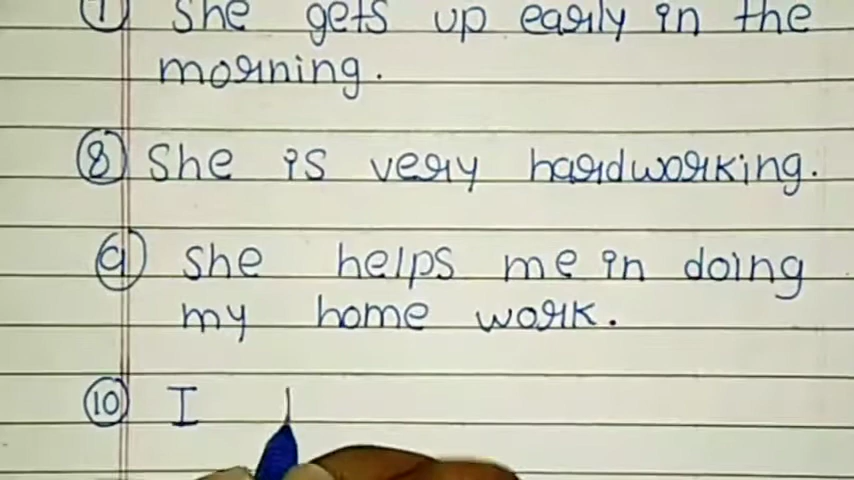 7 She gets up early in the
morning.
8 She is very hardworking.
9 She helps me in doing
my home work.
10 I